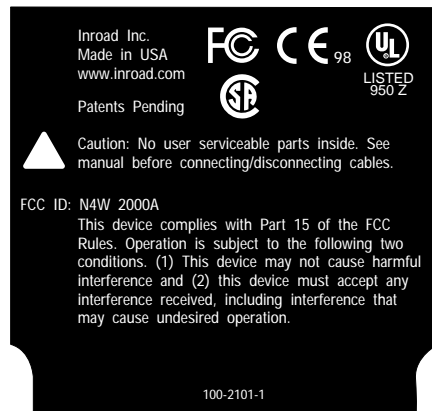 Inroad Inc.
Made in USA
www.inroad.com
FC CE 98 UL
LISTED
950 Z
SA
Patents Pending
Caution: No user serviceable parts inside. See
manual before connecting/disconnecting cables.
FCC ID: N4W 2000A
This device complies with Part 15 of the FCC
Rules. Operation is subject to the following two
conditions. (1) This device may not cause harmful
interference and (2) this device must accept any
interference received, including interference that
may cause undesired operation.
100-2101-1